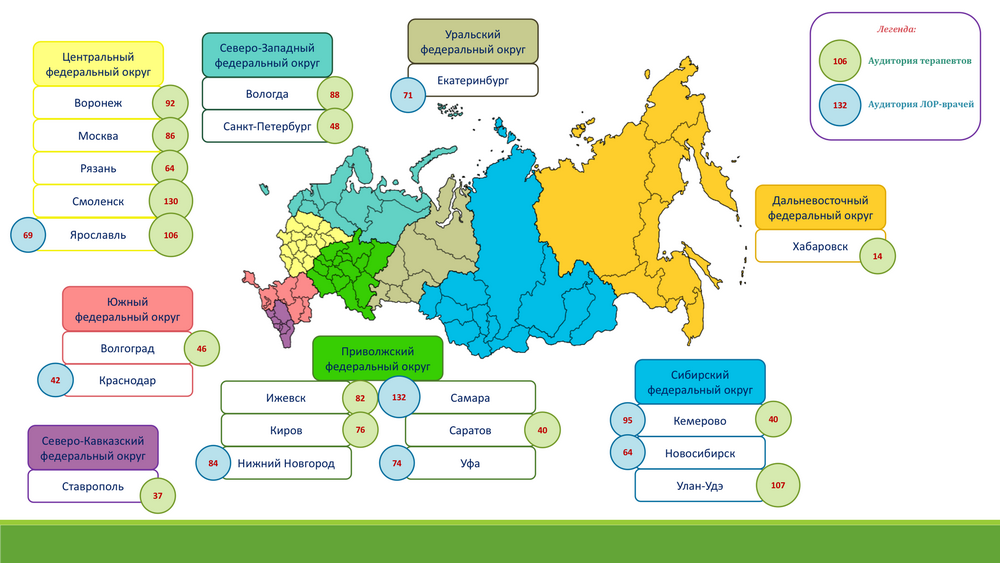 Легенда:
106
Аудитория терапевтов
132
Аудитория ЛОР-врачей
Центральный
федеральный округ
Воронеж
92
Москва
86
Рязань
64
Смоленск
130
69
Ярославль
106
Северо-Западный
федеральный округ
Вологда
88
Санкт-Петербург
48
Уральский
федеральный округ
Екатеринбург
71
Дальневосточный
федеральный округ
Хабаровск
14
Южный
федеральный округ
Волгоград
46
42
Краснодар
Северо-Кавказский
федеральный округ
Ставрополь
37
Приволжский
федеральный округ
Ижевск
82
Киров
76
84
Нижний Новгород
132
Самара
Саратов
40
74
Уфа
Сибирский
федеральный округ
95
Кемерово
40
64
Новосибирск
Улан-Удэ
107